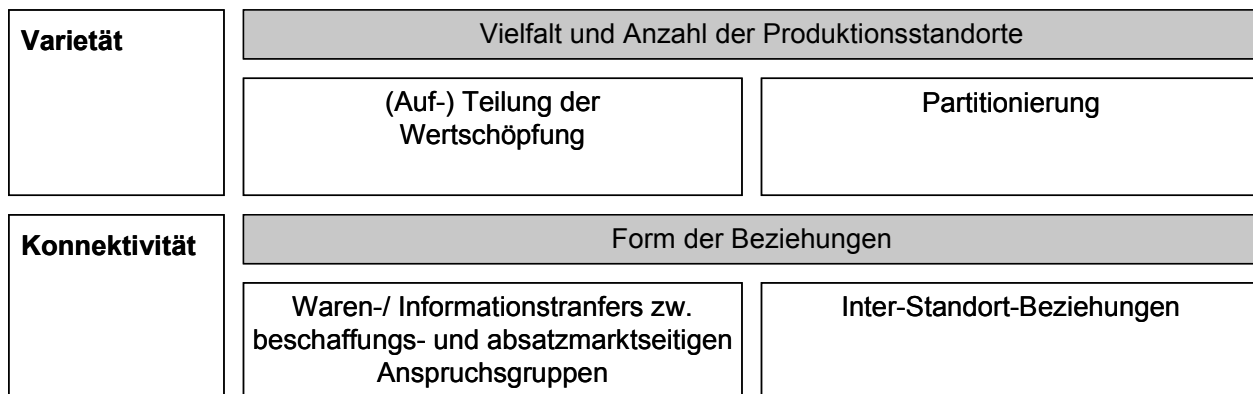 Varietät
Vielfalt und Anzahl der Produktionsstandorte
(Auf-) Teilung der
Wertschöpfung
Partitionierung
Konnektivität
Form der Beziehungen
Waren-/ Informationstranfers zw.
beschaffungs- und absatzmarktseitigen
Anspruchsgruppen
Inter-Standort-Beziehungen